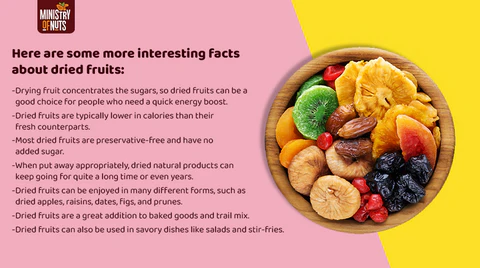 MINISTRY
OF NUTS
Here are some more interesting facts
about dried fruits:
-Drying fruit concentrates the sugars, so dried fruits can be a
good choice for people who need a quick energy boost.
-Dried fruits are typically lower in calories than their
fresh counterparts.
-Most dried fruits are preservative-free and have no
added sugar.
-When put away appropriately, dried natural products can
keep going for quite a long time or even years.
-Dried fruits can be enjoyed in many different forms, such as
dried apples, raisins, dates, figs, and prunes.
-Dried fruits are a great addition to baked goods and trail mix.
-Dried fruits can also be used in savory dishes like salads and stir-fries.